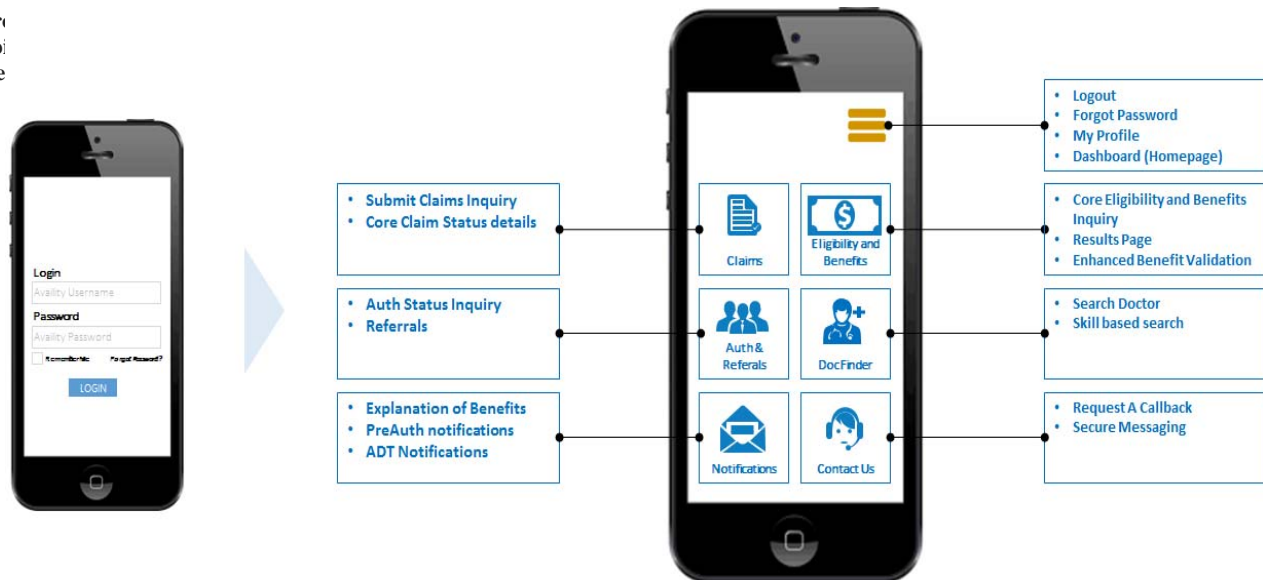 Login
Availity Username
Password
Availity Password
Remember Me Forgot Password?
LOGIN
• Submit Claims Inquiry
• Core Claim Status details
• Auth Status Inquiry
• Referrals
• Explanation of Benefits
• PreAuth notifications
• ADT Notifications
Claims
Eligibility and
Benefits
Auth &
Referals
DocFinder
Notifications
Contact Us
• Logout
• Forgot Password
• My Profile
• Dashboard (Homepage)
• Core Eligibility and Benefits
Inquiry
• Results Page
• Enhanced Benefit Validation
• Search Doctor
• Skill based search
• Request A Callback
• Secure Messaging